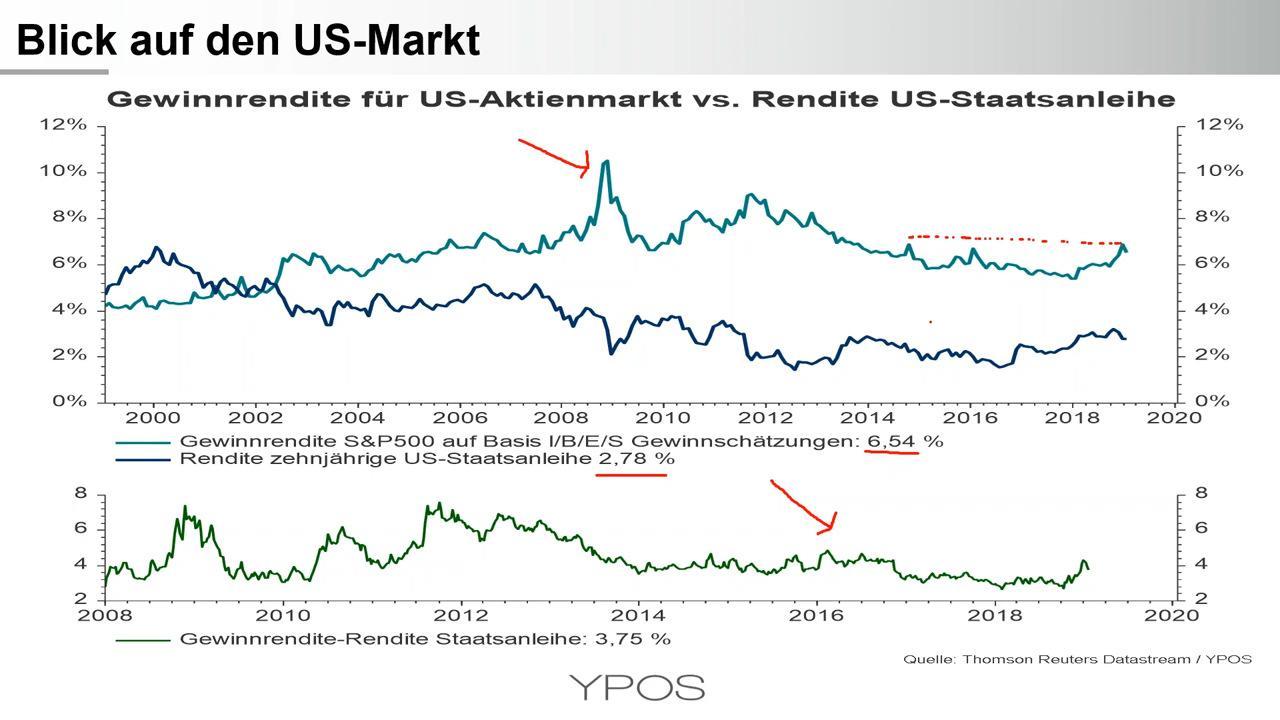 Blick auf den US-Markt
Gewinnrendite für US-Aktienmarkt vs. Rendite US-Staatsanleihe
12% 12%
10% 10%
8% 8%
6% 6%
4% 4%
2% 2%
0% 0%
2000 2002 2004 2006 2008 2010 2012 2014 2016 2018 2020
Gewinnrendite S&P500 auf Basis I/B/E/S Gewinnschätzungen: 6,54 %
Rendite zehnjährige US-Staatsanleihe 2,78 %
8 8
6 6
4 4
2 2
2008 2010 2012 2014 2016 2018 2020
Gewinnrendite-Rendite Staatsanleihe: 3,75 %
Quelle: Thomson Reuters Datastream / YPOS
YPOS